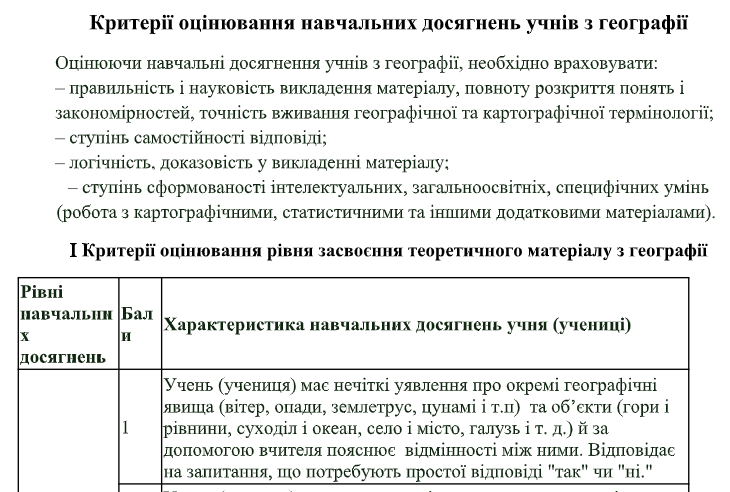 Критерії оцінювання навчальних досягнень учнів з географії
Оцінюючи навчальні досягнення учнів з географії, необхідно враховувати:
– правильність і науковість викладення матеріалу, повноту розкриття понять і
закономірностей, точність вживання географічної та картографічної термінології;
– ступінь самостійності відповіді;
– логічність, доказовість у викладенні матеріалу;
– ступінь сформованості інтелектуальних, загальноосвітніх, специфічних умінь
(робота з картографічними, статистичними та іншими додатковими матеріалами).
I Критерії оцінювання рівня засвоєння теоретичного матеріалу з географії
Рівні
навчальни
х
досягнень
Бал
и
Характеристика навчальних досягнень учня (учениці)
1
Учень (учениця) має нечіткі уявлення про окремі географічні
явища (вітер, опади, землетрус, цунамі і т.п) та об’єкти (гори і
рівнини, суходіл і океан, село і місто, галузь і т. д.) й за
допомогою вчителя пояснює відмінності між ними. Відповідає
на запитання, що потребують простої відповіді "так" чи "ні."